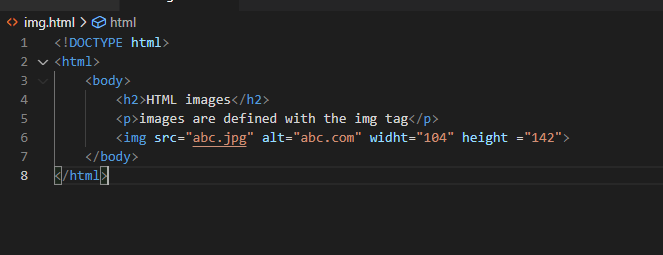 img.html > html
1 <!DOCTYPE html>
2 <html>
3 <body>
4 <h2>HTML images</h2>
5 <p>images are defined with the img tag</p>
6 <img src="abc.jpg" alt="abc.com" widht="104" height ="142">
7 </body>
8 </html>